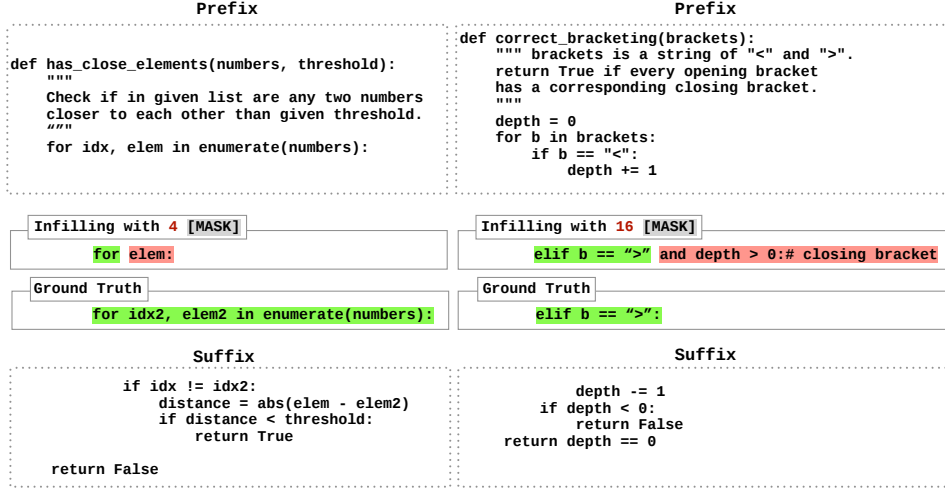 Prefix
def has_close_elements(numbers, threshold):
    """
    Check if in given list are any two numbers
    closer to each other than given threshold.
    “”"
    for idx, elem in enumerate(numbers):
Infilling with 4 [MASK]
for elem:
Ground Truth
for idx2, elem2 in enumerate(numbers):
Suffix
if idx != idx2:
    distance = abs(elem - elem2)
    if distance < threshold:
        return True
return False
Prefix
def correct_bracketing(brackets):
    """ brackets is a string of "<" and ">".
    return True if every opening bracket
    has a corresponding closing bracket.
    """
    depth = 0
    for b in brackets:
        if b == "<":
            depth += 1
Infilling with 16 [MASK]
elif b == “>” and depth > 0:# closing bracket
Ground Truth
elif b == “>”:
Suffix
        depth -= 1
    if depth < 0:
        return False
return depth == 0